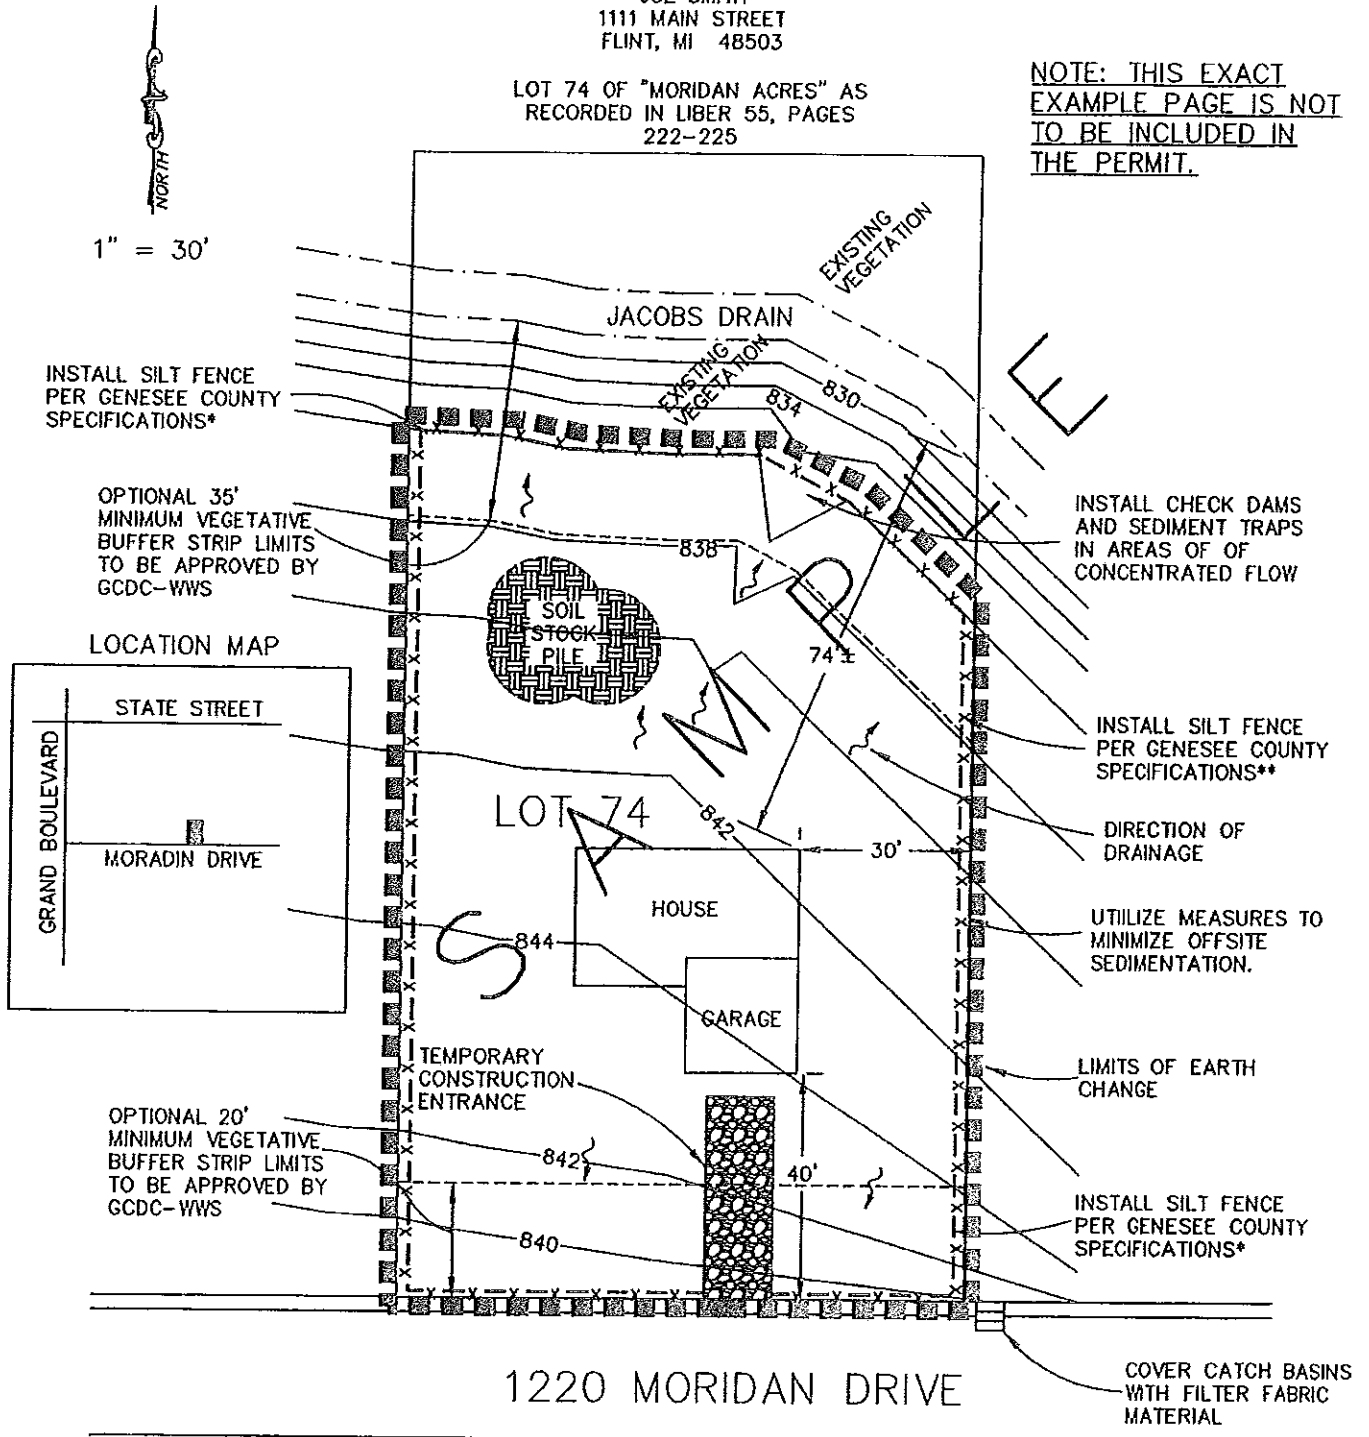 1111 MAIN STREET
FLINT, MI 48503
LOT 74 OF "MORIDAN ACRES" AS
RECORDED IN LIBER 55, PAGES
222-225
NOTE: THIS EXACT
EXAMPLE PAGE IS NOT
TO BE INCLUDED IN
THE PERMIT.
NORTH
1" = 30'
EXISTING
VEGETATION
JACOBS DRAIN
EXISTING
VEGETATION
830
834
INSTALL SILT FENCE
PER GENESEE COUNTY
SPECIFICATIONS*
OPTIONAL 35'
MINIMUM VEGETATIVE
BUFFER STRIP LIMITS
TO BE APPROVED BY
GCDC-WWS
838
INSTALL CHECK DAMS
AND SEDIMENT TRAPS
IN AREAS OF OF
CONCENTRATED FLOW
SOIL
STOCK
PILE
74'±
LOCATION MAP
STATE STREET
GRAND BOULEVARD
MORADIN DRIVE
INSTALL SILT FENCE
PER GENESEE COUNTY
SPECIFICATIONS**
LOT 74
842
30'
DIRECTION OF
DRAINAGE
HOUSE
844
GARAGE
UTIILIZE MEASURES TO
MINIMIZE OFFSITE
SEDIMENTATION.
SAMPLE
TEMPORARY
CONSTRUCTION
ENTRANCE
LIMITS OF EARTH
CHANGE
OPTIONAL 20'
MINIMUM VEGETATIVE
BUFFER STRIP LIMITS
TO BE APPROVED BY
GCDC-WWS
842
40'
840
INSTALL SILT FENCE
PER GENESEE COUNTY
SPECIFICATIONS*
1220 MORIDAN DRIVE
COVER CATCH BASINS
WITH FILTER FABRIC
MATERIAL